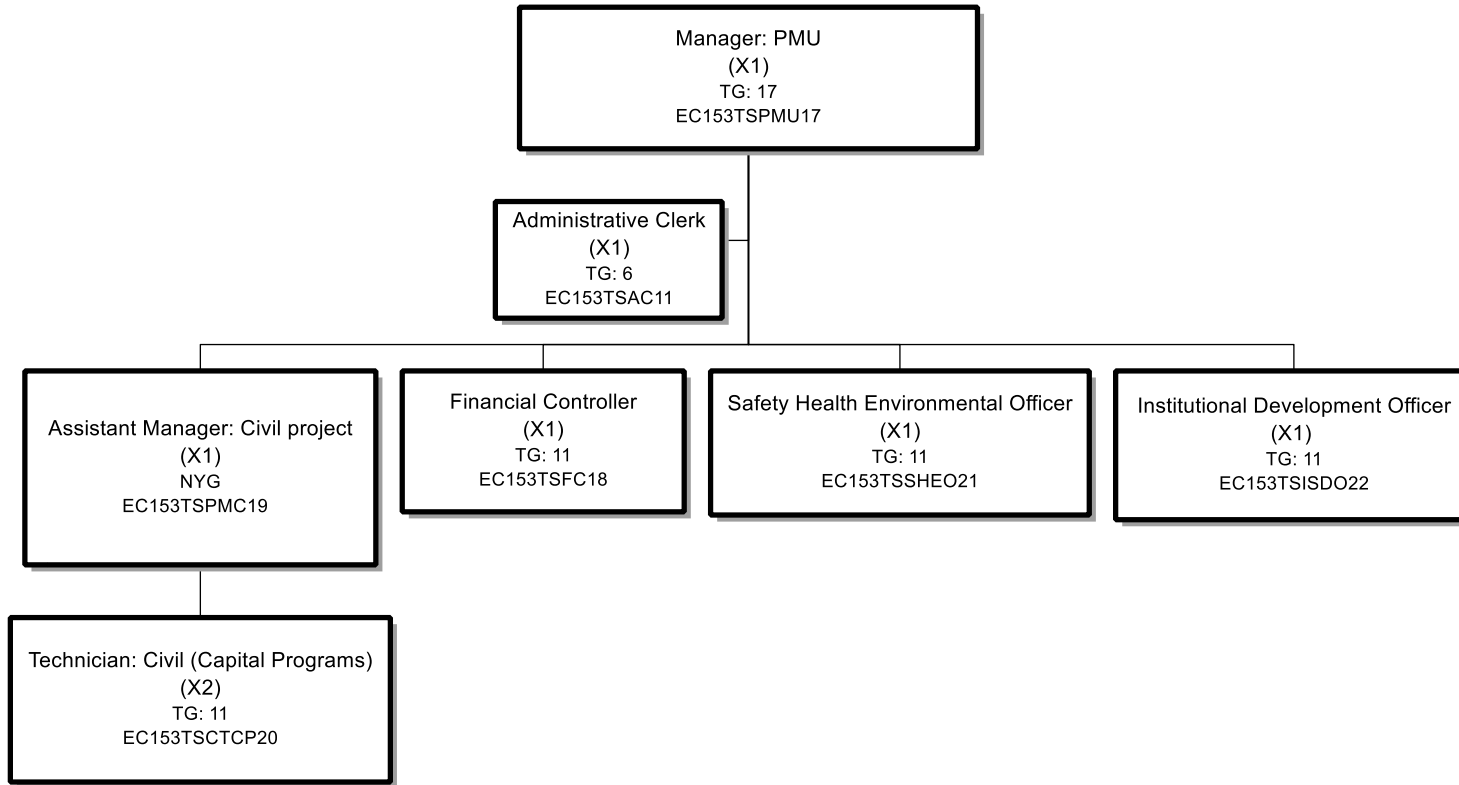 Manager: PMU
(X1)
TG: 17
EC153TSPMU17
Administrative Clerk
(X1)
TG: 6
EC153TSAC11
Assistant Manager: Civil project
(X1)
NYG
EC153TSPMC19
Financial Controller
(X1)
TG: 11
EC153TSFC18
Safety Health Environmental Officer
(X1)
TG: 11
EC153TSSHEO21
Institutional Development Officer
(X1)
TG: 11
EC153TSISDO22
Technician: Civil (Capital Programs)
(X2)
TG: 11
EC153TSCTCP20